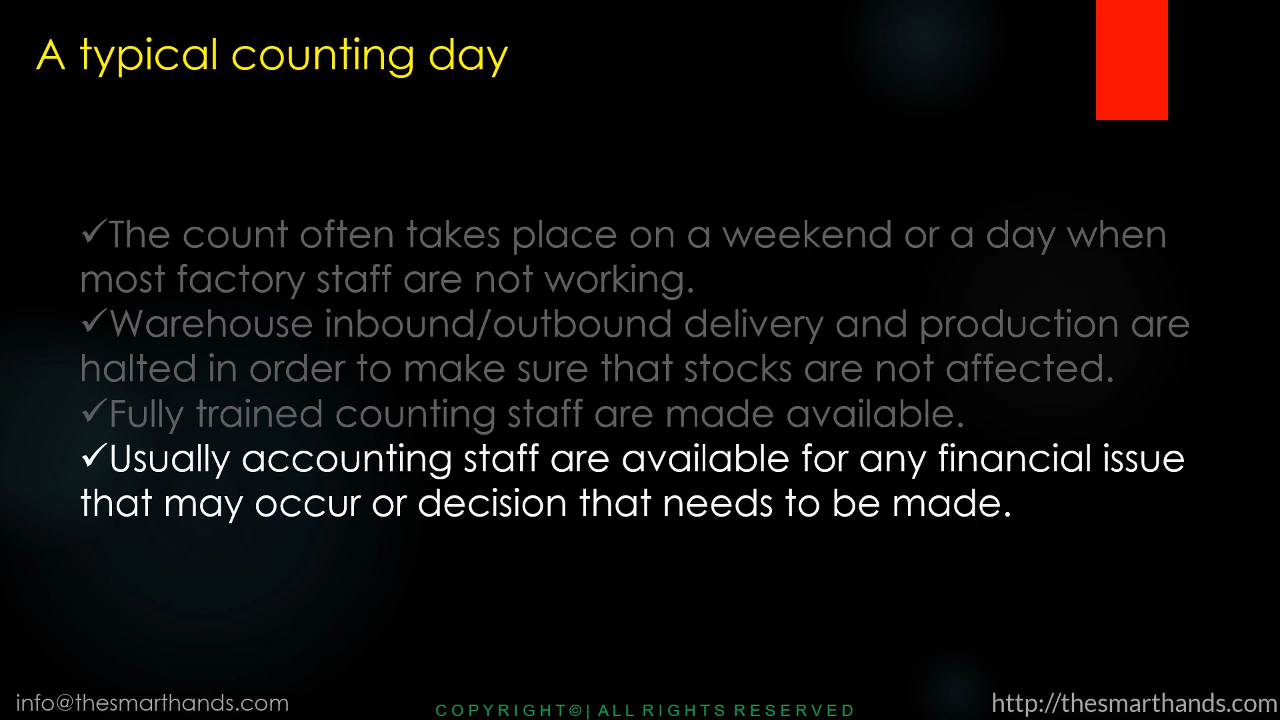 A typical counting day
✓The count often takes place on a weekend or a day when
most factory staff are not working.
✓Warehouse inbound/outbound delivery and production are
halted in order to make sure that stocks are not affected.
✓Fully trained counting staff are made available.
✓Usually accounting staff are available for any financial issue
that may occur or decision that needs to be made.
info@thesmarthands.com
COPYRIGHT©| ALL RIGHTS RESERVED
http://thesmarthands.com